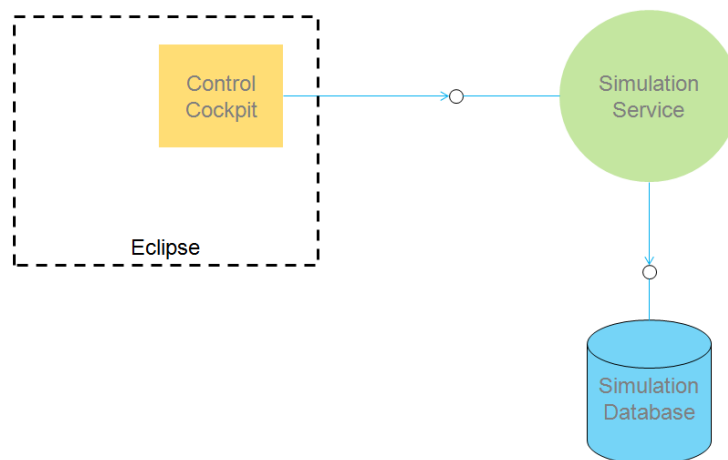 Control
Cockpit
Simulation
Service
Eclipse
Simulation
Database